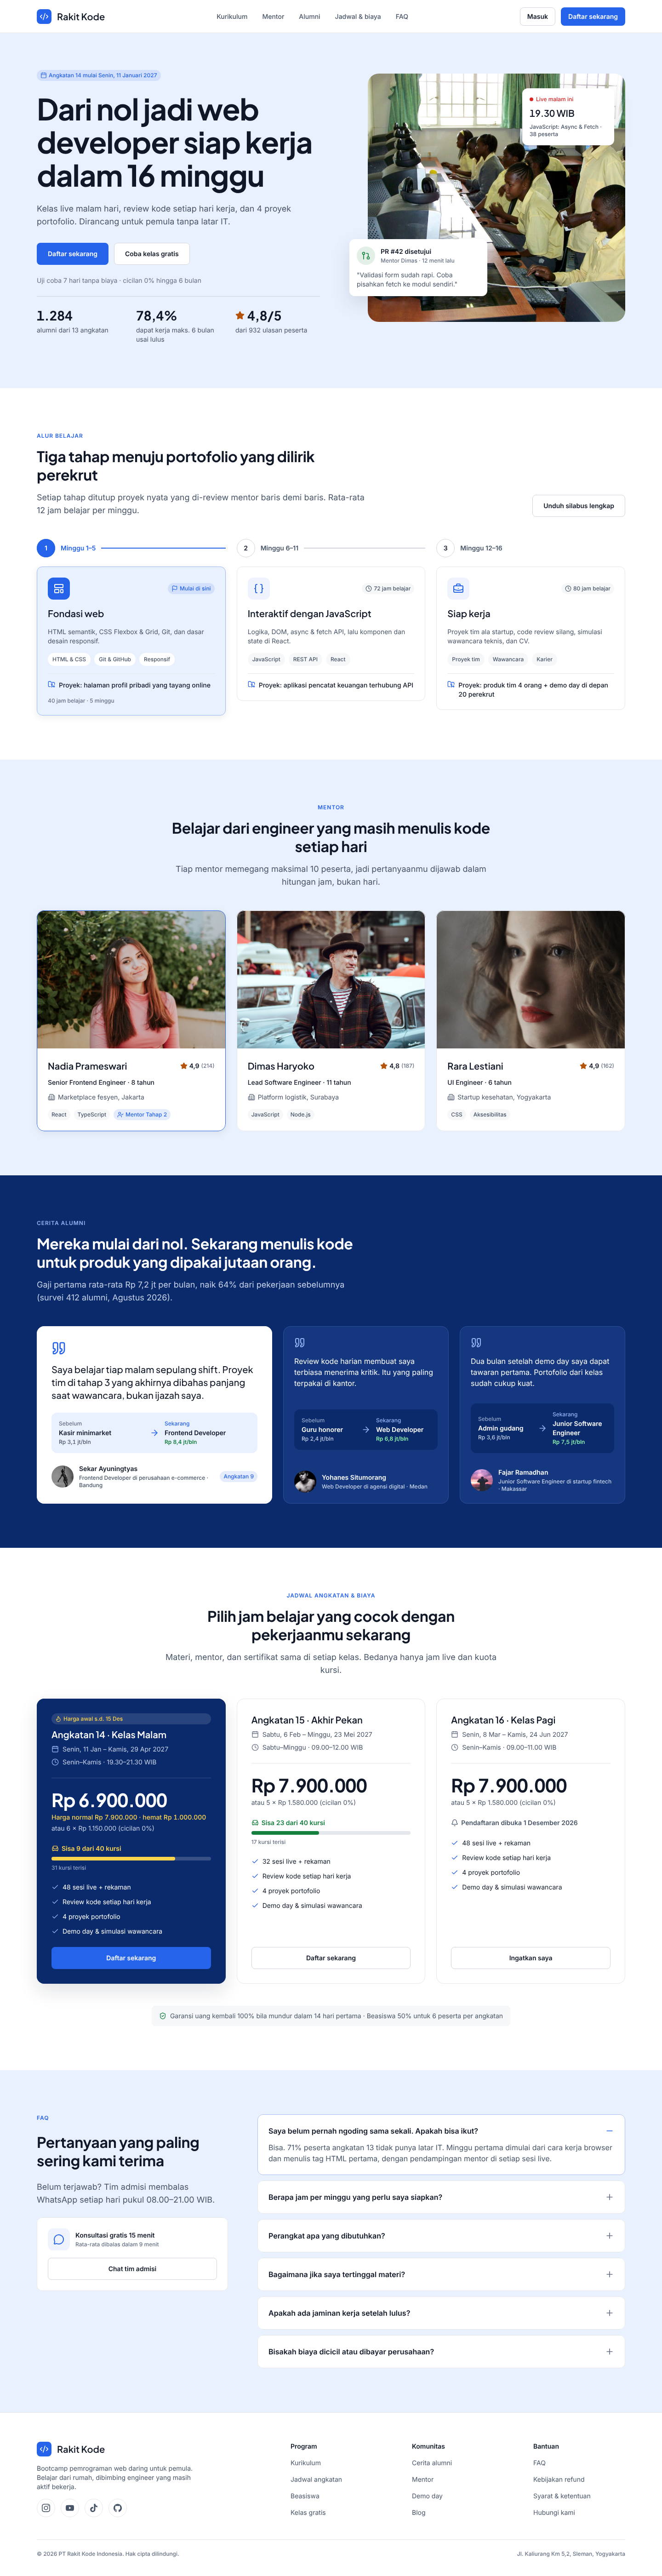 Rakit Kode
Kurikulum
Mentor
Alumni
Jadwal & biaya
FAQ
Masuk
Daftar sekarang
Angkatan 14 mulai Senin, 11 Januari 2027
Dari nol jadi web
developer siap kerja
dalam 16 minggu
Kelas live malam hari, review kode setiap hari kerja, dan 4 proyek
portofolio. Dirancang untuk pemula tanpa latar IT.
Daftar sekarang
Coba kelas gratis
Uji coba 7 hari tanpa biaya · cicilan 0% hingga 6 bulan
1.284
alumni dari 13 angkatan
78,4%
dapat kerja maks. 6 bulan
usai lulus
4,8/5
dari 932 ulasan peserta
Live malam ini
19.30 WIB
JavaScript: Async & Fetch ·
38 peserta
PR #42 disetujui
Mentor Dimas · 12 menit lalu
"Validasi form sudah rapi. Coba
pisahkan fetch ke modul sendiri."
ALUR BELAJAR
Tiga tahap menuju portofolio yang dilirik
perekrut
Setiap tahap ditutup proyek nyata yang di-review mentor baris demi baris. Rata-rata
12 jam belajar per minggu.
Unduh silabus lengkap
1
Minggu 1–5
2
Minggu 6–11
3
Minggu 12–16
Mulai di sini
Fondasi web
HTML semantik, CSS Flexbox & Grid, Git, dan dasar
desain responsif.
HTML & CSS
Git & GitHub
Responsif
Proyek: halaman profil pribadi yang tayang online
40 jam belajar · 5 minggu
72 jam belajar
Interaktif dengan JavaScript
Logika, DOM, async & fetch API, lalu komponen dan
state di React.
JavaScript
REST API
React
Proyek: aplikasi pencatat keuangan terhubung API
80 jam belajar
Siap kerja
Proyek tim ala startup, code review silang, simulasi
wawancara teknis, dan CV.
Proyek tim
Wawancara
Karier
Proyek: produk tim 4 orang + demo day di depan
20 perekrut
MENTOR
Belajar dari engineer yang masih menulis kode
setiap hari
Tiap mentor memegang maksimal 10 peserta, jadi pertanyaanmu dijawab dalam
hitungan jam, bukan hari.
Nadia Prameswari
4,9 (214)
Senior Frontend Engineer · 8 tahun
Marketplace fesyen, Jakarta
React
TypeScript
Mentor Tahap 2
Dimas Haryoko
4,8 (187)
Lead Software Engineer · 11 tahun
Platform logistik, Surabaya
JavaScript
Node.js
Rara Lestiani
4,9 (162)
UI Engineer · 6 tahun
Startup kesehatan, Yogyakarta
CSS
Aksesibilitas
CERITA ALUMNI
Mereka mulai dari nol. Sekarang menulis kode
untuk produk yang dipakai jutaan orang.
Gaji pertama rata-rata Rp 7,2 jt per bulan, naik 64% dari pekerjaan sebelumnya
(survei 412 alumni, Agustus 2026).
Saya belajar tiap malam sepulang shift. Proyek
tim di tahap 3 yang akhirnya dibahas panjang
saat wawancara, bukan ijazah saya.
Sebelum
Kasir minimarket
Rp 3,1 jt/bln
Sekarang
Frontend Developer
Rp 8,4 jt/bln
Sekar Ayuningtyas
Frontend Developer di perusahaan e-commerce ·
Bandung
Angkatan 9
Review kode harian membuat saya
terbiasa menerima kritik. Itu yang paling
terpakai di kantor.
Sebelum
Guru honorer
Rp 2,4 jt/bln
Sekarang
Web Developer
Rp 6,8 jt/bln
Yohanes Situmorang
Web Developer di agensi digital · Medan
Dua bulan setelah demo day saya dapat
tawaran pertama. Portofolio dari kelas
sudah cukup kuat.
Sebelum
Admin gudang
Rp 3,6 jt/bln
Sekarang
Junior Software
Engineer
Rp 7,5 jt/bln
Fajar Ramadhan
Junior Software Engineer di startup fintech
· Makassar
JADWAL ANGKATAN & BIAYA
Pilih jam belajar yang cocok dengan
pekerjaanmu sekarang
Materi, mentor, dan sertifikat sama di setiap kelas. Bedanya hanya jam live dan kuota
kursi.
Harga awal s.d. 15 Des
Angkatan 14 · Kelas Malam
Senin, 11 Jan – Kamis, 29 Apr 2027
Senin–Kamis · 19.30–21.30 WIB
Rp 6.900.000
Harga normal Rp 7.900.000 · hemat Rp 1.000.000
atau 6 × Rp 1.150.000 (cicilan 0%)
Sisa 9 dari 40 kursi
31 kursi terisi
48 sesi live + rekaman
Review kode setiap hari kerja
4 proyek portofolio
Demo day & simulasi wawancara
Daftar sekarang
Angkatan 15 · Akhir Pekan
Sabtu, 6 Feb – Minggu, 23 Mei 2027
Sabtu–Minggu · 09.00–12.00 WIB
Rp 7.900.000
atau 5 × Rp 1.580.000 (cicilan 0%)
Sisa 23 dari 40 kursi
17 kursi terisi
32 sesi live + rekaman
Review kode setiap hari kerja
4 proyek portofolio
Demo day & simulasi wawancara
Daftar sekarang
Angkatan 16 · Kelas Pagi
Senin, 8 Mar – Kamis, 24 Jun 2027
Senin–Kamis · 09.00–11.00 WIB
Rp 7.900.000
atau 5 × Rp 1.580.000 (cicilan 0%)
Pendaftaran dibuka 1 Desember 2026
48 sesi live + rekaman
Review kode setiap hari kerja
4 proyek portofolio
Demo day & simulasi wawancara
Ingatkan saya
Garansi uang kembali 100% bila mundur dalam 14 hari pertama · Beasiswa 50% untuk 6 peserta per angkatan
FAQ
Pertanyaan yang paling
sering kami terima
Belum terjawab? Tim admisi membalas
WhatsApp setiap hari pukul 08.00–21.00 WIB.
Konsultasi gratis 15 menit
Rata-rata dibalas dalam 9 menit
Chat tim admisi
Saya belum pernah ngoding sama sekali. Apakah bisa ikut?
Bisa. 71% peserta angkatan 13 tidak punya latar IT. Minggu pertama dimulai dari cara kerja browser
dan menulis tag HTML pertama, dengan pendampingan mentor di setiap sesi live.
Berapa jam per minggu yang perlu saya siapkan?
Perangkat apa yang dibutuhkan?
Bagaimana jika saya tertinggal materi?
Apakah ada jaminan kerja setelah lulus?
Bisakah biaya dicicil atau dibayar perusahaan?
Rakit Kode
Bootcamp pemrograman web daring untuk pemula.
Belajar dari rumah, dibimbing engineer yang masih
aktif bekerja.
Program
Kurikulum
Jadwal angkatan
Beasiswa
Kelas gratis
Komunitas
Cerita alumni
Mentor
Demo day
Blog
Bantuan
FAQ
Kebijakan refund
Syarat & ketentuan
Hubungi kami
© 2026 PT Rakit Kode Indonesia. Hak cipta dilindungi.
Jl. Kaliurang Km 5,2, Sleman, Yogyakarta